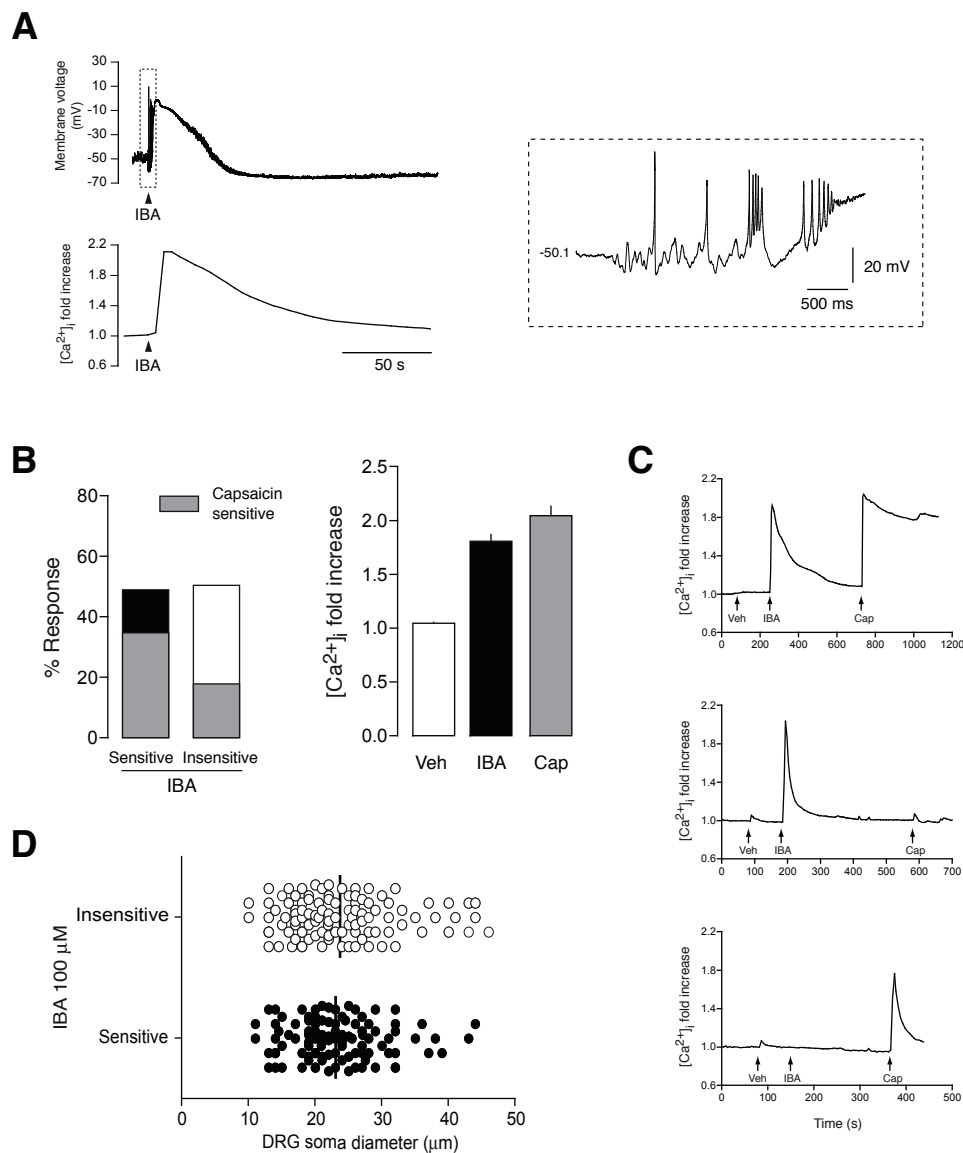 A
Membrane voltage
(mV)
30
10
-10
-30
-50
-70
IBA
[Ca2+]i fold increase
2.2
1.8
1.4
1.0
0.6
IBA
50 s
-50.1
20 mV
500 ms
B
% Response
80
60
40
20
0
Capsaicin
sensitive
Sensitive Insensitive
IBA
[Ca2+]i fold increase
2.5
2.0
1.5
1.0
0.5
0.0
Veh IBA Cap
C
[Ca2+]i fold increase
2.2
1.8
1.4
1.0
0.6
Veh IBA Cap
0 200 400 600 800 1000 1200
[Ca2+]i fold increase
2.2
1.8
1.4
1.0
0.6
Veh IBA Cap
0 100 200 300 400 500 600 700
[Ca2+]i fold increase
2.2
1.8
1.4
1.0
0.6
Veh IBA Cap
0 100 200 300 400 500
Time (s)
D
IBA 100 µM
Insensitive
Sensitive
0 10 20 30 40 50
DRG soma diameter (µm)